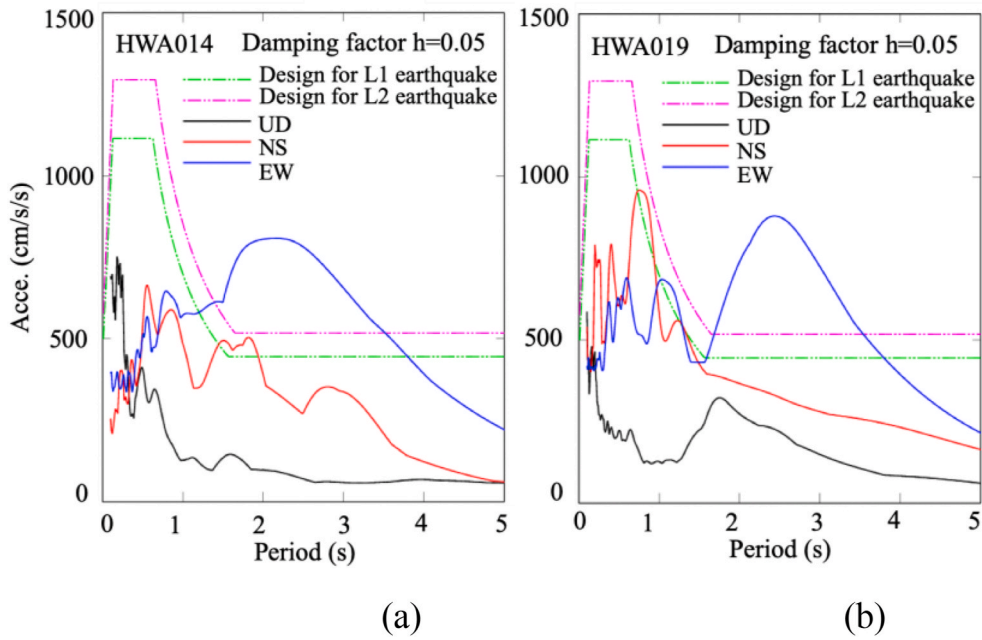 1500
HWA014 Damping factor h=0.05
Design for L1 earthquake
Design for L2 earthquake
UD
NS
EW
1000
500
0
Acce. (cm/s/s)
0 1 2 3 4 5
Period (s)
(a)
1500
HWA019 Damping factor h=0.05
Design for L1 earthquake
Design for L2 earthquake
UD
NS
EW
1000
500
0
0 1 2 3 4 5
Period (s)
(b)